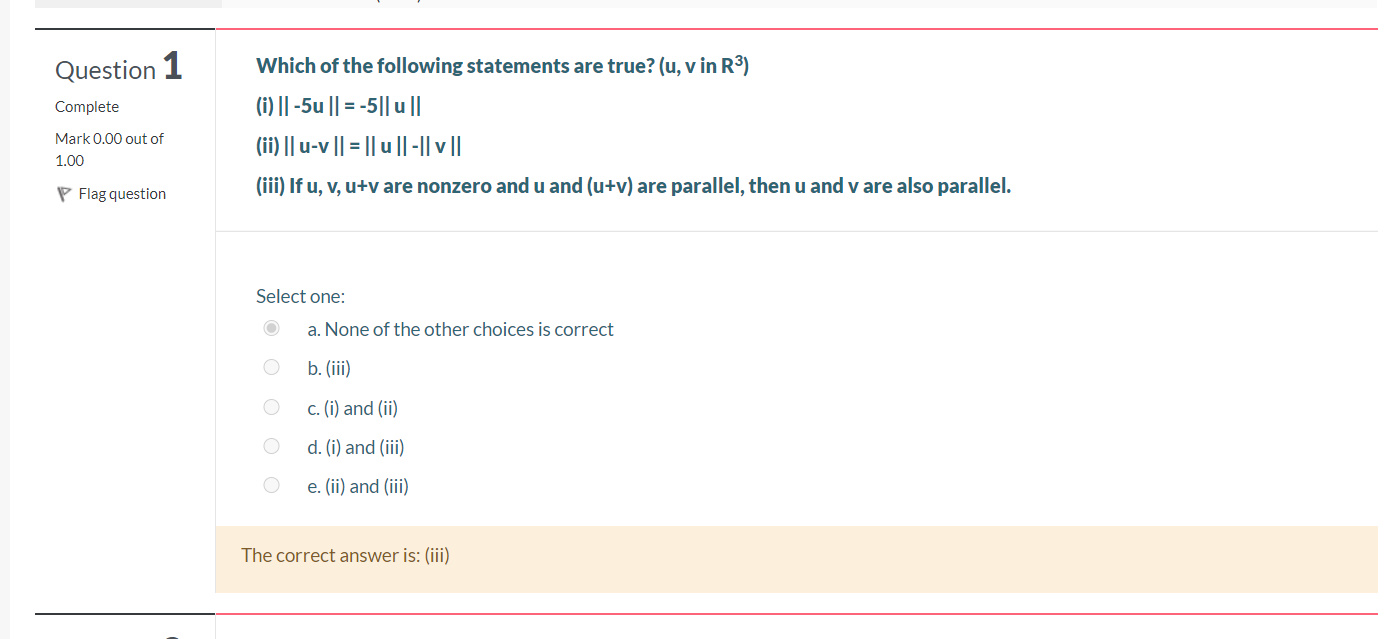 Question 1
Complete
Mark 0.00 out of
1.00
Flag question
Which of the following statements are true? (u, v in R³)
(i) || -5u || = -5|| u ||
(ii) || u-v || = || u || -|| v ||
(iii) If u, v, u+v are nonzero and u and (u+v) are parallel, then u and v are also parallel.
Select one:
a. None of the other choices is correct
b. (iii)
c. (i) and (ii)
d. (i) and (iii)
e. (ii) and (iii)
The correct answer is: (iii)